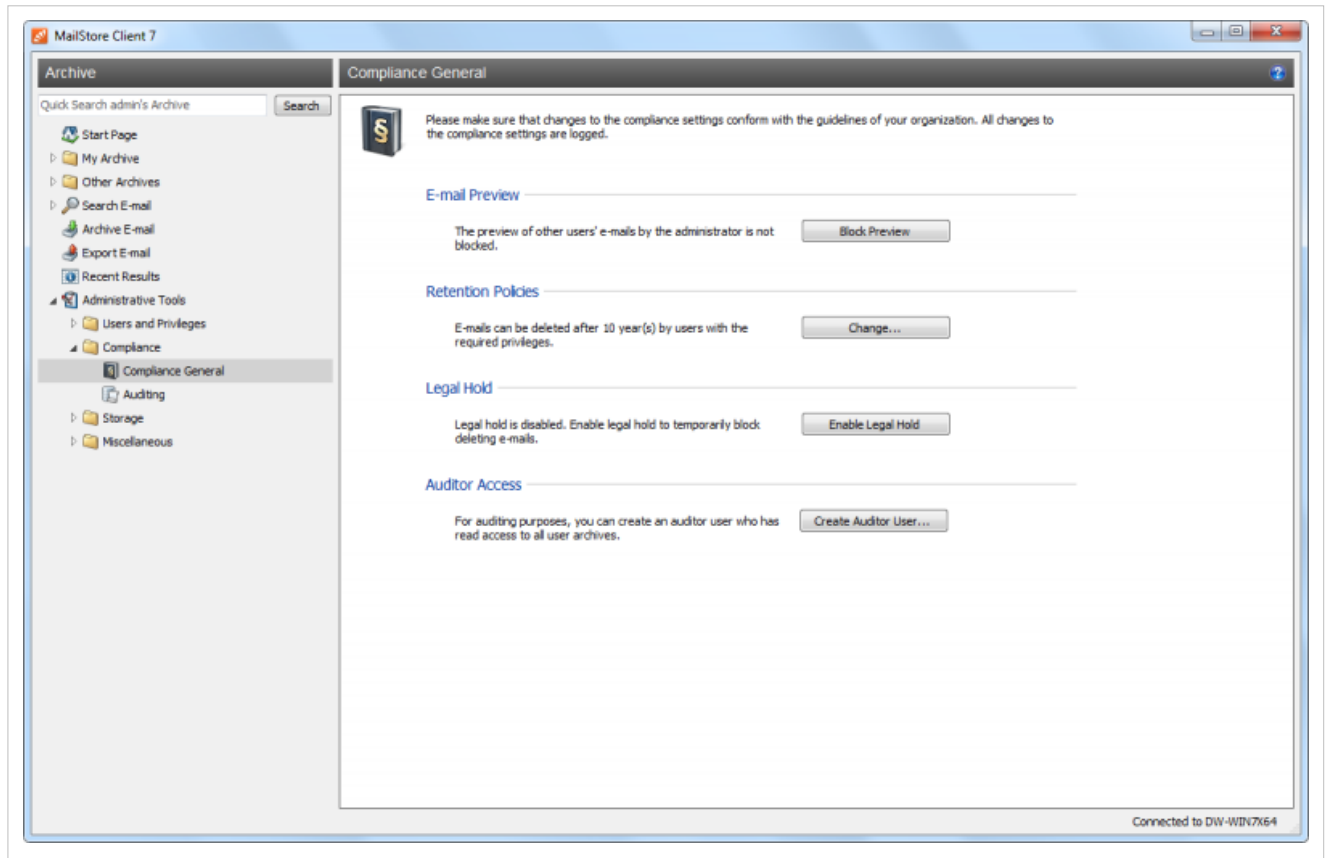 MailStore Client 7
Archive
Compliance General
Quick Search admin's Archive
Search
Start Page
My Archive
Other Archives
Search E-mail
Archive E-mail
Export E-mail
Recent Results
Administrative Tools
Users and Privileges
Compliance
Compliance General
Auditing
Storage
Miscellaneous
§
Please make sure that changes to the compliance settings conform with the guidelines of your organization. All changes to
the compliance settings are logged.
E-mail Preview
The preview of other users' e-mails by the administrator is not
blocked.
Block Preview
Retention Policies
E-mails can be deleted after 10 year(s) by users with the
required privileges.
Change...
Legal Hold
Legal hold is disabled. Enable legal hold to temporarily block
deleting e-mails.
Enable Legal Hold
Auditor Access
For auditing purposes, you can create an auditor user who has
read access to all user archives.
Create Auditor User...
Connected to DW-WIN7X64